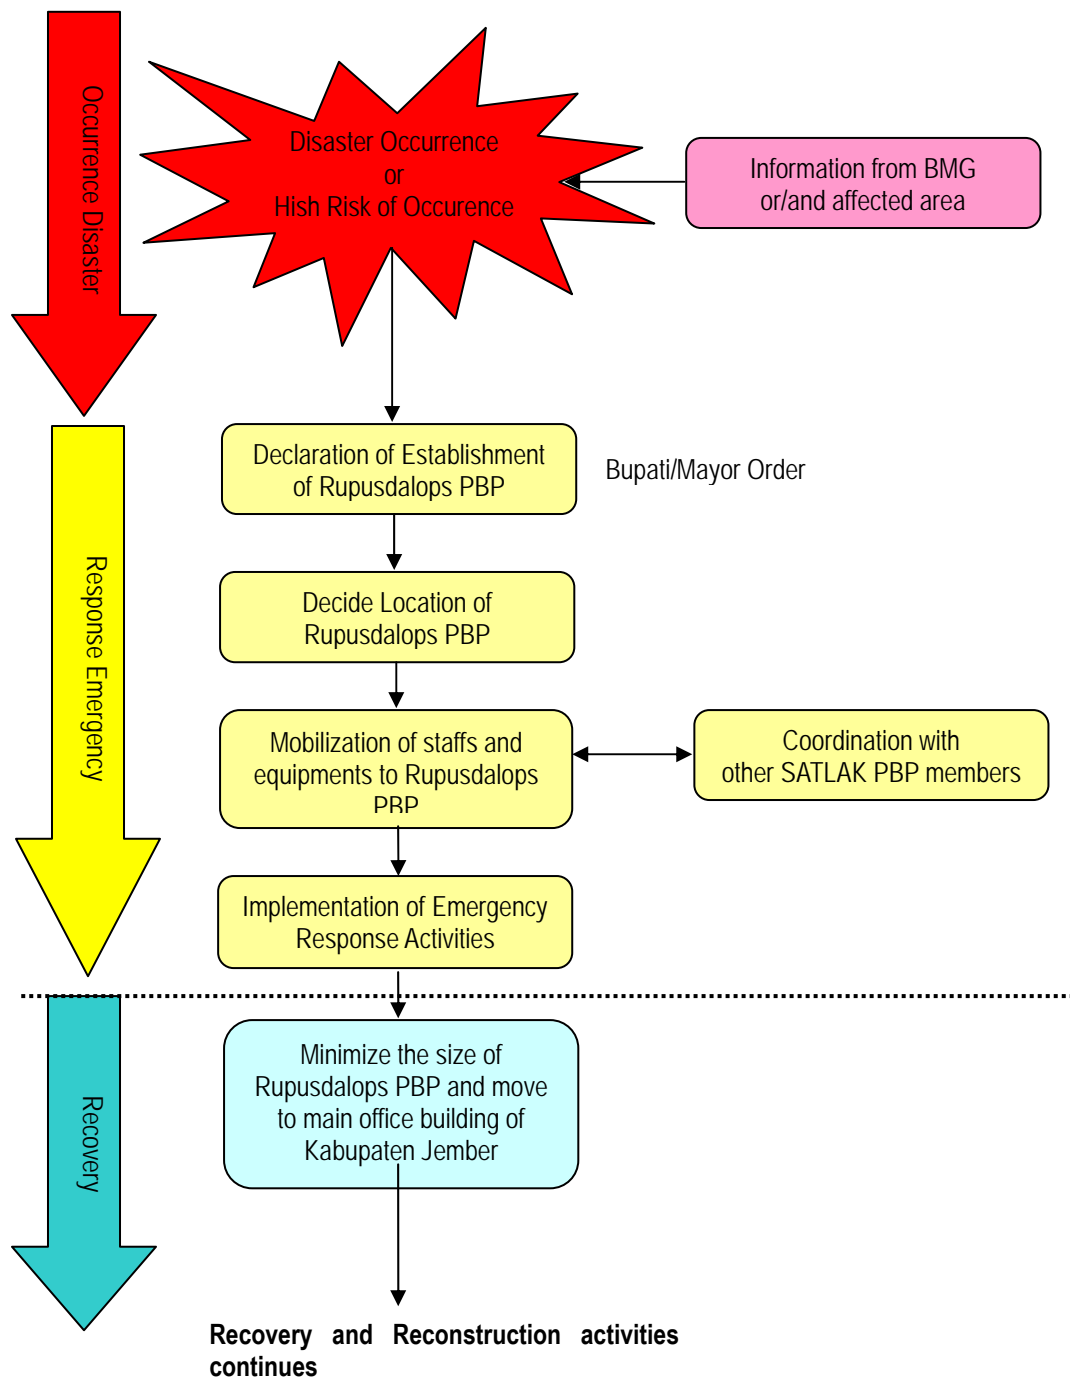 Occurrence Disaster
Disaster Occurrence
or
Hish Risk of Occurence
Information from BMG
or/and affected area
Declaration of Establishment
of Rupusdalops PBP
Bupati/Mayor Order
Response Emergency
Decide Location of
Rupusdalops PBP
Mobilization of staffs and
equipments to Rupusdalops
PBP
Coordination with
other SATLAK PBP members
Implementation of Emergency
Response Activities
Recovery
Minimize the size of
Rupusdalops PBP and move
to main office building of
Kabupaten Jember
Recovery and Reconstruction activities
continues